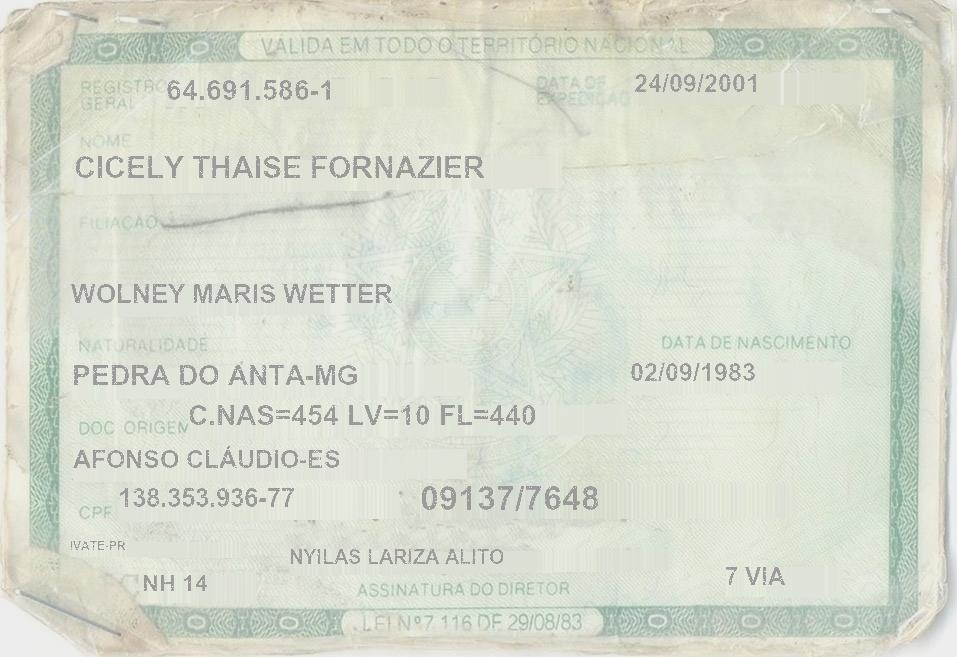 VÁLIDA EM TODO O TERRITÓRIO NACIONAL
REGISTRO GERAL 64.691.586-1 DATA DE EXPEDIÇÃO 24/09/2001
NOME
CICELY THAISE FORNAZIER
FILIAÇÃO
WOLNEY MARIS WETTER
NATURALIDADE DATA DE NASCIMENTO
PEDRA DO ANTA-MG 02/09/1983
DOC ORIGEM C.NAS=454 LV=10 FL=440
AFONSO CLÁUDIO-ES
CPF 138.353.936-77 09137/7648
IVATE-PR
NYILAS LARIZA ALITO
NH 14 7 VIA
ASSINATURA DO DIRETOR
LEI Nº 7.116 DE 29/08/83